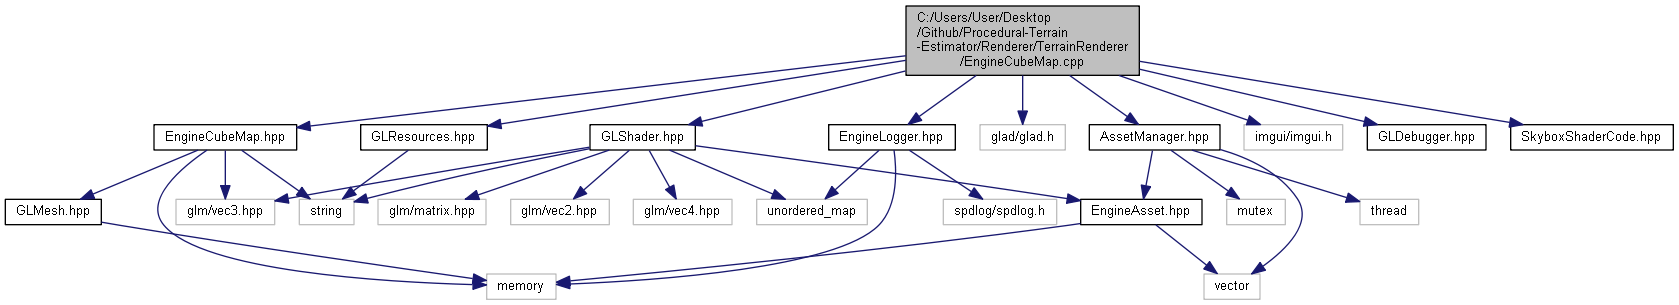 C:/Users/User/Desktop
/Github/Procedural-Terrain
-Estimator/Renderer/TerrainRenderer
/EngineCubeMap.cpp
EngineCubeMap.hpp
GLResources.hpp
GLShader.hpp
EngineLogger.hpp
glad/glad.h
AssetManager.hpp
imgui/imgui.h
GLDebugger.hpp
SkyboxShaderCode.hpp
GLMesh.hpp
glm/vec3.hpp
string
glm/matrix.hpp
glm/vec2.hpp
glm/vec4.hpp
unordered_map
spdlog/spdlog.h
EngineAsset.hpp
mutex
thread
memory
vector